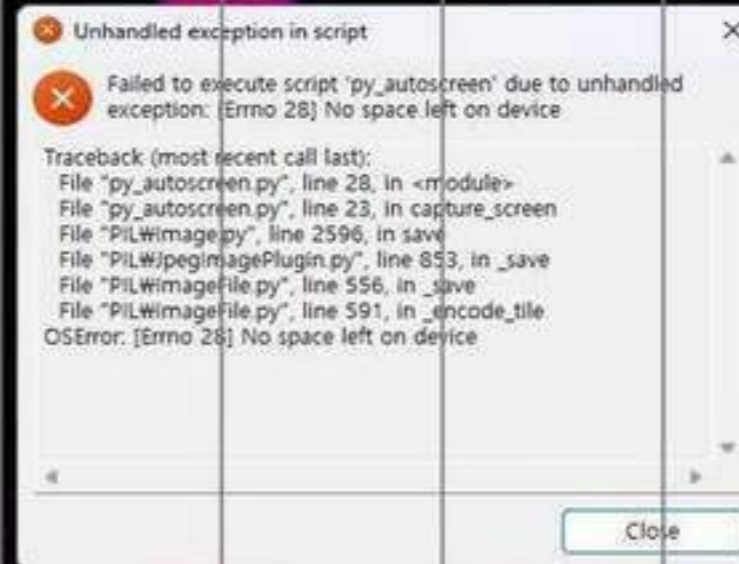 Unhandled exception in script
Failed to execute script 'py_autoscreen' due to unhandled
exception: [Errno 28] No space left on device
Traceback (most recent call last):
File "py_autoscreen.py", line 28, in <module>
File "py_autoscreen.py", line 23, in capture_screen
File "PIL₩Image.py", line 2596, in save
File "PIL₩JpegImagePlugin.py", line 853, in _save
File "PIL₩ImageFile.py", line 556, in _save
File "PIL₩ImageFile.py", line 591, in _encode_tile
OSError: [Errno 28] No space left on device
Close